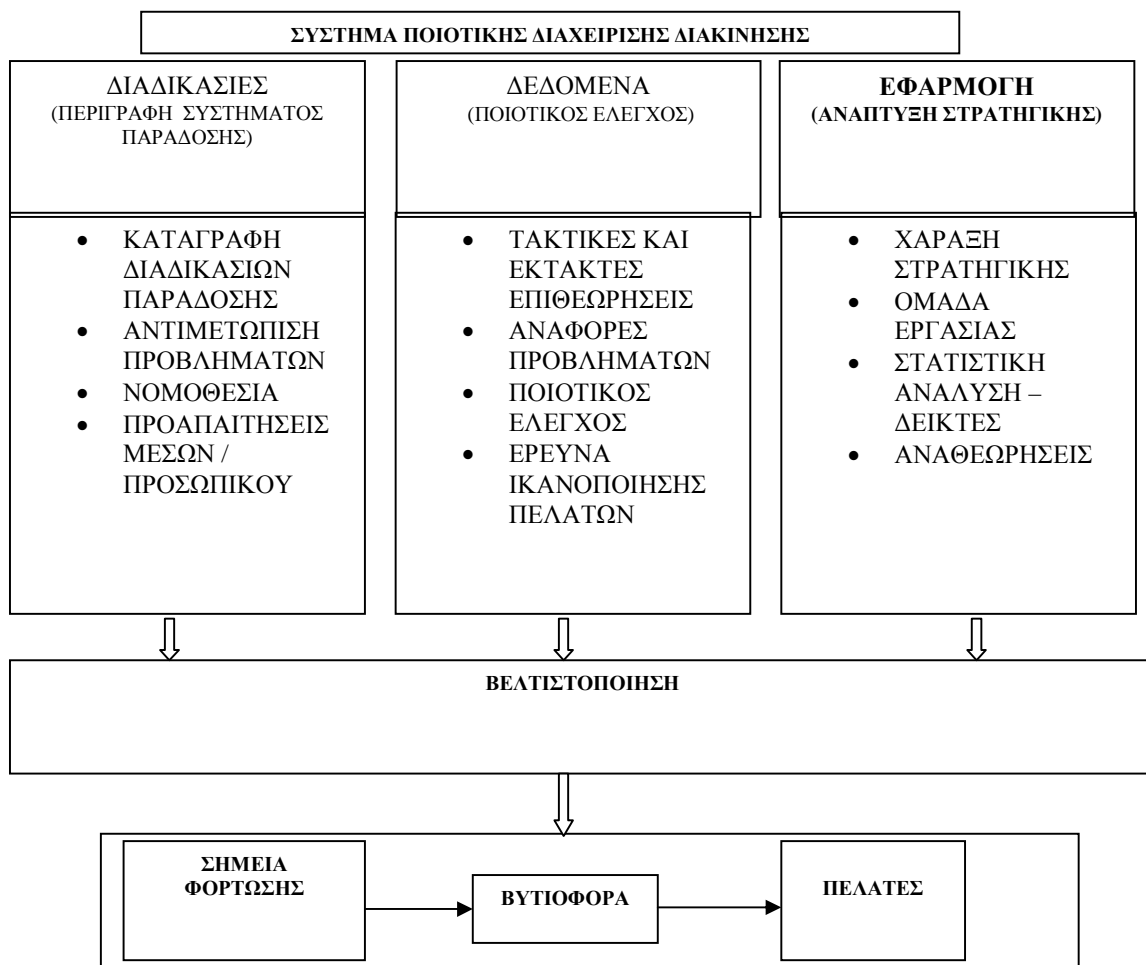 ΣΥΣΤΗΜΑ ΠΟΙΟΤΙΚΗΣ ΔΙΑΧΕΙΡΙΣΗΣ ΔΙΑΚΙΝΗΣΗΣ
ΔΙΑΔΙΚΑΣΙΕΣ
(ΠΕΡΙΓΡΑΦΗ ΣΥΣΤΗΜΑΤΟΣ
ΠΑΡΑΔΟΣΗΣ)
• ΚΑΤΑΓΡΑΦΗ
ΔΙΑΔΙΚΑΣΙΩΝ
ΠΑΡΑΔΟΣΗΣ
• ΑΝΤΙΜΕΤΩΠΙΣΗ
ΠΡΟΒΛΗΜΑΤΩΝ
• ΝΟΜΟΘΕΣΙΑ
• ΠΡΟΑΠΑΙΤΗΣΕΙΣ
ΜΕΣΩΝ /
ΠΡΟΣΩΠΙΚΟΥ
ΔΕΔΟΜΕΝΑ
(ΠΟΙΟΤΙΚΟΣ ΕΛΕΓΧΟΣ)
• ΤΑΚΤΙΚΕΣ ΚΑΙ
ΕΚΤΑΚΤΕΣ
ΕΠΙΘΕΩΡΗΣΕΙΣ
• ΑΝΑΦΟΡΕΣ
ΠΡΟΒΛΗΜΑΤΩΝ
• ΠΟΙΟΤΙΚΟΣ
ΕΛΕΓΧΟΣ
• ΕΡΕΥΝΑ
ΙΚΑΝΟΠΟΙΗΣΗΣ
ΠΕΛΑΤΩΝ
ΕΦΑΡΜΟΓΗ
(ΑΝΑΠΤΥΞΗ ΣΤΡΑΤΗΓΙΚΗΣ)
• ΧΑΡΑΞΗ
ΣΤΡΑΤΗΓΙΚΗΣ
• ΟΜΑΔΑ
ΕΡΓΑΣΙΑΣ
• ΣΤΑΤΙΣΤΙΚΗ
ΑΝΑΛΥΣΗ –
ΔΕΙΚΤΕΣ
• ΑΝΑΘΕΩΡΗΣΕΙΣ
ΒΕΛΤΙΣΤΟΠΟΙΗΣΗ
ΣΗΜΕΙΑ
ΦΟΡΤΩΣΗΣ
ΒΥΤΙΟΦΟΡΑ
ΠΕΛΑΤΕΣ